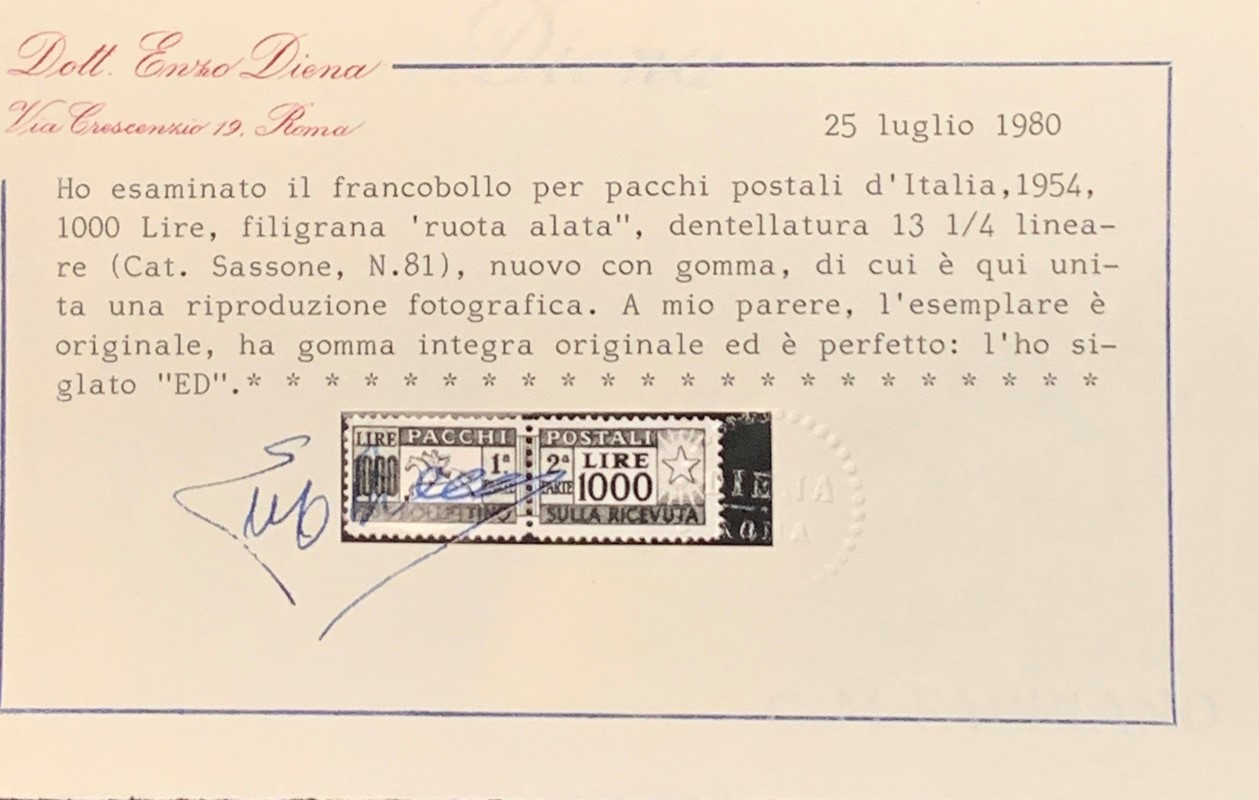 Dott. Enzo Diena
Via Crescenzio 19, Roma
25 luglio 1980
Ho esaminato il francobollo per pacchi postali d'Italia,1954,
1000 Lire, filigrana 'ruota alata", dentellatura 13 1/4 linea-
re (Cat. Sassone, N.81), nuovo con gomma, di cui è qui uni-
ta una riproduzione fotografica. A mio parere, l'esemplare è
originale, ha gomma integra originale ed è perfetto: l'ho si-
glato "ED".* * * * * * * * * * * * * * * * * * * * * *
LIRE PACCHI POSTALI
1000 1ª 2ª PARTE LIRE 1000
SULLA RICEVUTA